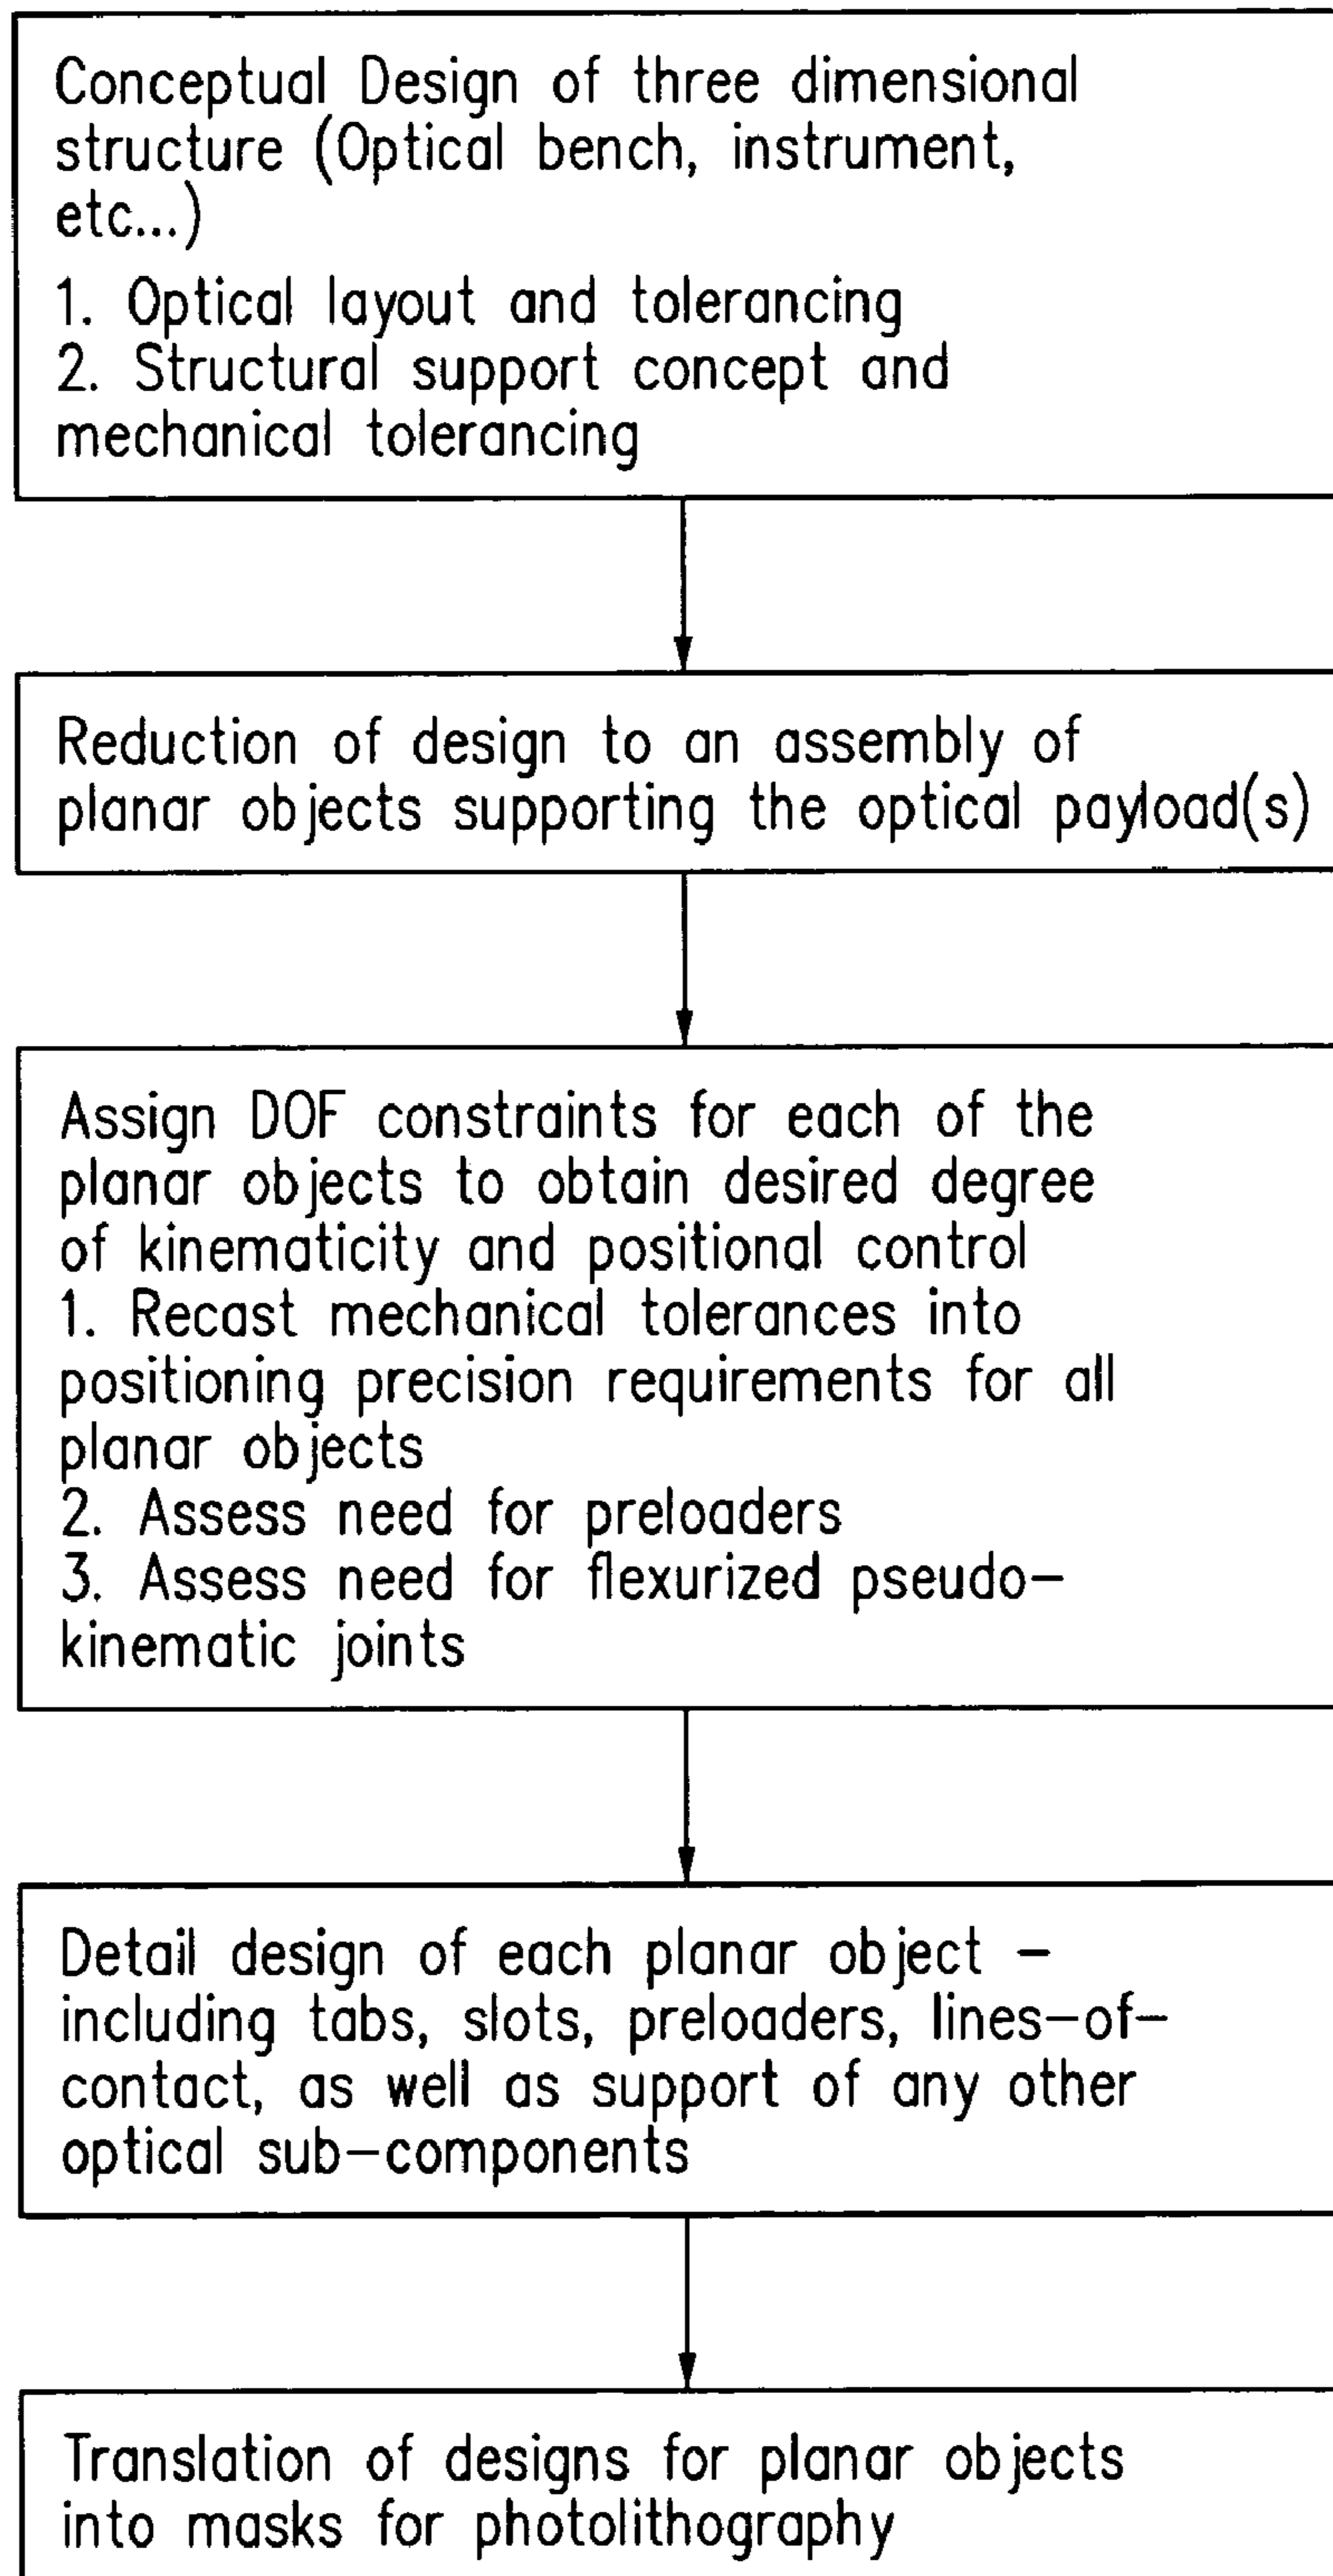 Conceptual Design of three dimensional
structure (Optical bench, instrument,
etc...)
1. Optical layout and tolerancing
2. Structural support concept and
mechanical tolerancing
Reduction of design to an assembly of
planar objects supporting the optical payload(s)
Assign DOF constraints for each of the
planar objects to obtain desired degree
of kinematicity and positional control
1. Recast mechanical tolerances into
positioning precision requirements for all
planar objects
2. Assess need for preloaders
3. Assess need for flexurized pseudo-
kinematic joints
Detail design of each planar object -
including tabs, slots, preloaders, lines-of-
contact, as well as support of any other
optical sub-components
Translation of designs for planar objects
into masks for photolithography